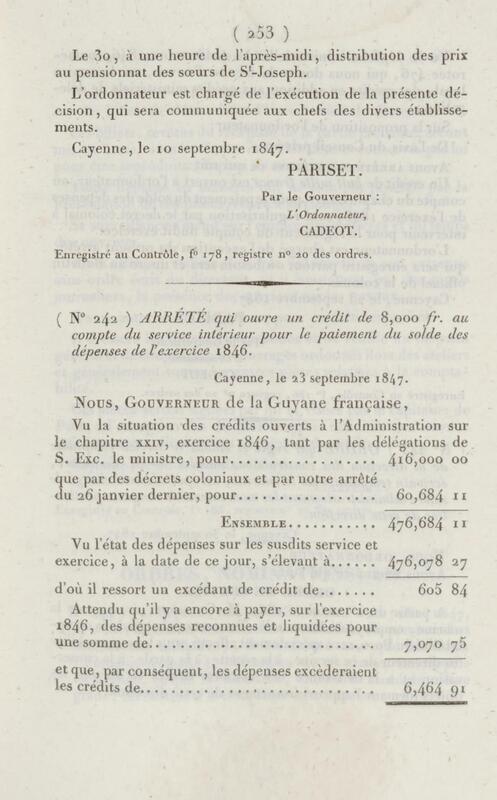 ( 253 )
Le 30, à une heure de l'après-midi, distribution des prix
au pensionnat des sœurs de St-Joseph.
L'ordonnateur est chargé de l'exécution de la présente dé-
cision, qui sera communiquée aux chefs des divers établisse-
ments.
Cayenne, le 10 septembre 1847.
PARISET.
Par le Gouverneur :
L'Ordonnateur,
CADEOT.
Enregistré au Contrôle, fº 178, registre nº 20 des ordres.
( Nº 242 ) ARRÊTÉ qui ouvre un crédit de 8,000 fr. au
compte du service intérieur pour le paiement du solde des
dépenses de l'exercice 1846.
Cayenne, le 23 septembre 1847.
Nous, Gouverneur de la Guyane française,
Vu la situation des crédits ouverts à l'Administration sur
le chapitre XXIV, exercice 1846, tant par les délégations de
S. Exc. le ministre, pour.................... 416,000 00
que par des décrets coloniaux et par notre arrêté
du 26 janvier dernier, pour................... 60,684 11
Ensemble........... 476,684 11
Vu l'état des dépenses sur les susdits service et
exercice, à la date de ce jour, s'élevant à...... 476,078 27
d'où il ressort un excédant de crédit de....... 605 84
Attendu qu'il y a encore à payer, sur l'exercice
1846, des dépenses reconnues et liquidées pour
une somme de............................. 7,070 75
et que, par conséquent, les dépenses excèderaient
les crédits de.............................. 6,464 91